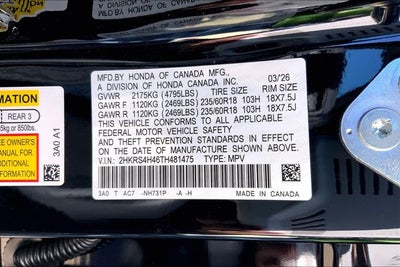 MFD.BY HONDA OF CANADA MFG.,
A DIVISION OF HONDA CANADA INC. 03/26
GVWR 2175KG (4795LBS) TIRE SIZE RIM SIZE
GAWR F 1120KG (2469LBS) 235/60R18 103H 18X7.5J
GAWR R 1120KG (2469LBS) 235/60R18 103H 18X7.5J
THIS VEHICLE CONFORMS TO ALL APPLICABLE
FEDERAL MOTOR VEHICLE SAFETY
AND THEFT PREVENTION STANDARDS IN EFFECT
ON THE DATE OF MANUFACTURE SHOWN ABOVE.
V.I.N: 2HKRS4H46TH481475 TYPE: MPV
3A0 T AC7 -NH731P -A -H
MADE IN CANADA
MATION
REAR 3
5kg or 850lbs.
EE OWNER'S
ANUAL FOR
DDITIONAL
FORMATION
3A0 A1